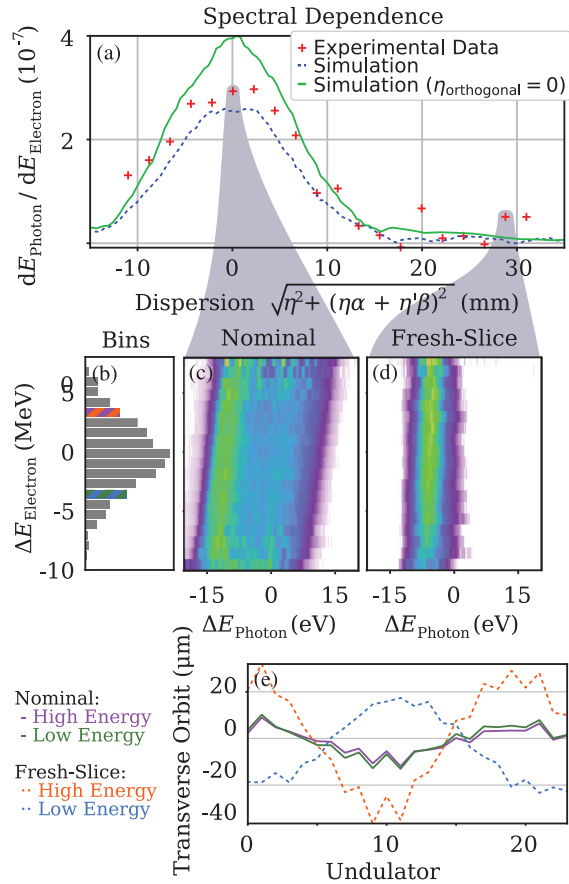 Spectral Dependence
(a)
Experimental Data
Simulation
Simulation (η_orthogonal = 0)
4
2
dE_Photon / dE_Electron (10^-7)
-10 0 10 20 30
Dispersion √η²+ (ηα + η'β)² (mm)
Bins Nominal Fresh-Slice
(b) (c) (d)
0
5
0
-5
-10
ΔE_Electron (MeV)
-15 0 15 -15 0 15
ΔE_Photon (eV) ΔE_Photon (eV)
Nominal:
- High Energy
- Low Energy
Fresh-Slice:
High Energy
Low Energy
(e)
20
0
-20
-40
Transverse Orbit (μm)
0 10 20
Undulator